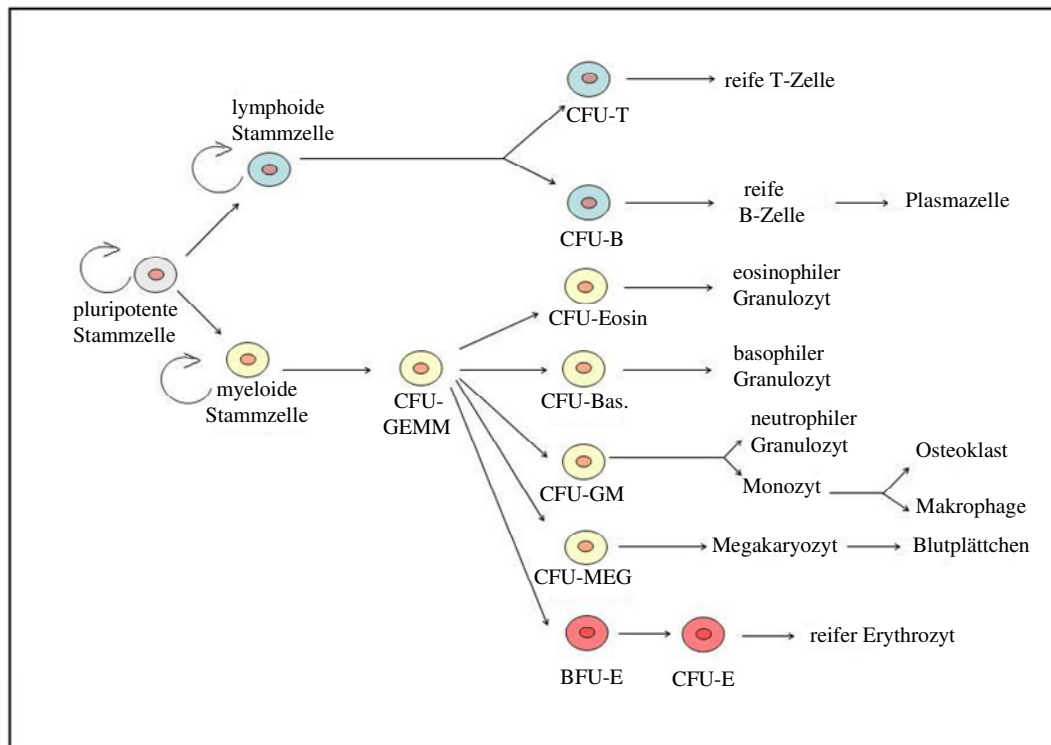 lymphoide
Stammzelle
CFU-T
reife T-Zelle
CFU-B
reife
B-Zelle
Plasmazelle
pluripotente
Stammzelle
myeloide
Stammzelle
CFU-
GEMM
CFU-Eosin
eosinophiler
Granulozyt
CFU-Bas.
basophiler
Granulozyt
CFU-GM
neutrophiler
Granulozyt
Monozyt
Osteoklast
Makrophage
CFU-MEG
Megakaryozyt
Blutplättchen
BFU-E
CFU-E
reifer Erythrozyt